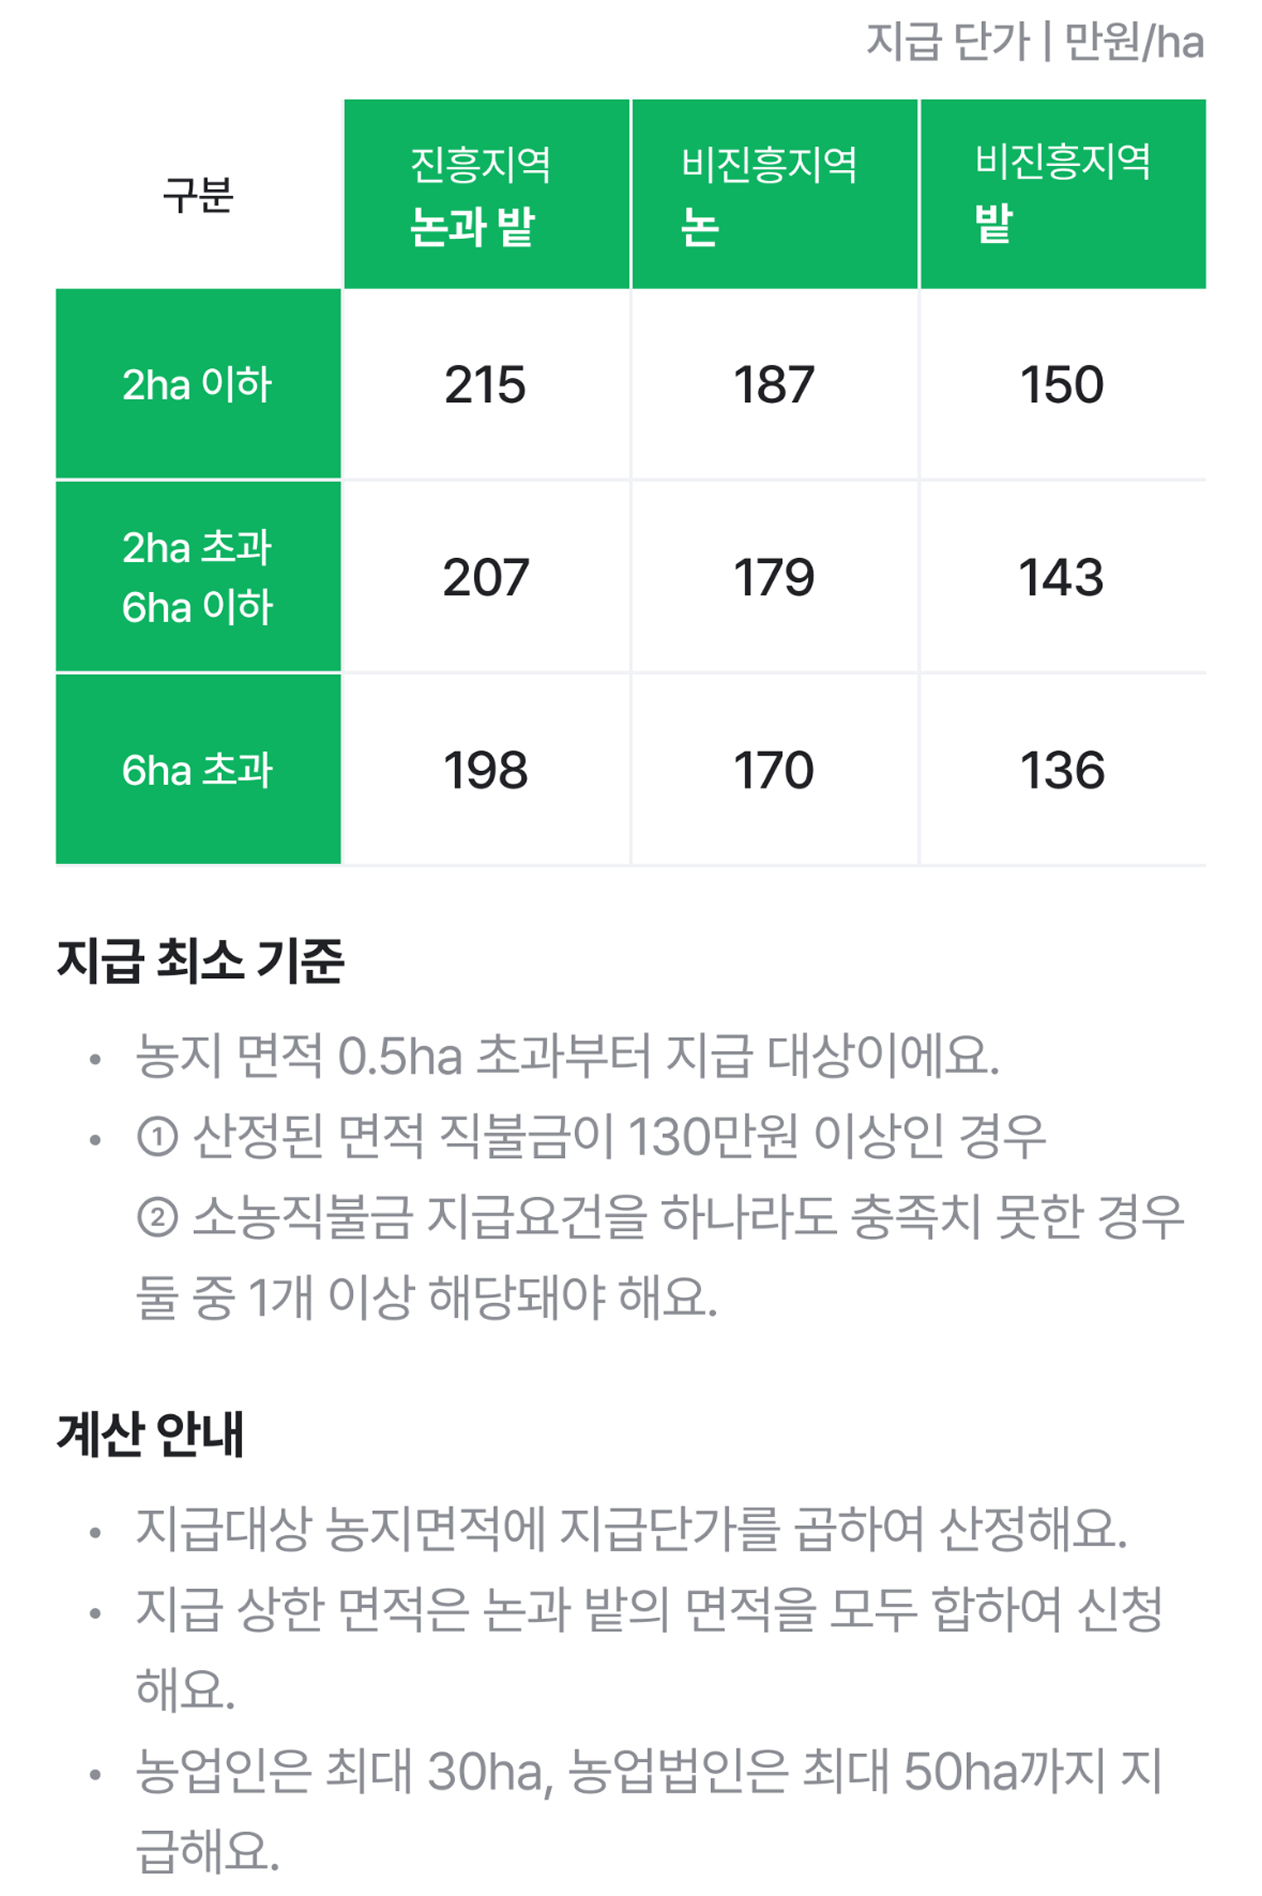 지급 단가 | 만원/ha
구분
진흥지역
논과 밭
비진흥지역
논
비진흥지역
밭
2ha 이하
215
187
150
2ha 초과
6ha 이하
207
179
143
6ha 초과
198
170
136
지급 최소 기준
• 농지 면적 0.5ha 초과부터 지급 대상이에요.
• ① 산정된 면적 직불금이 130만원 이상인 경우
② 소농직불금 지급요건을 하나라도 충족치 못한 경우
둘 중 1개 이상 해당돼야 해요.
계산 안내
• 지급대상 농지면적에 지급단가를 곱하여 산정해요.
• 지급 상한 면적은 논과 밭의 면적을 모두 합하여 신청
해요.
• 농업인은 최대 30ha, 농업법인은 최대 50ha까지 지
급해요.